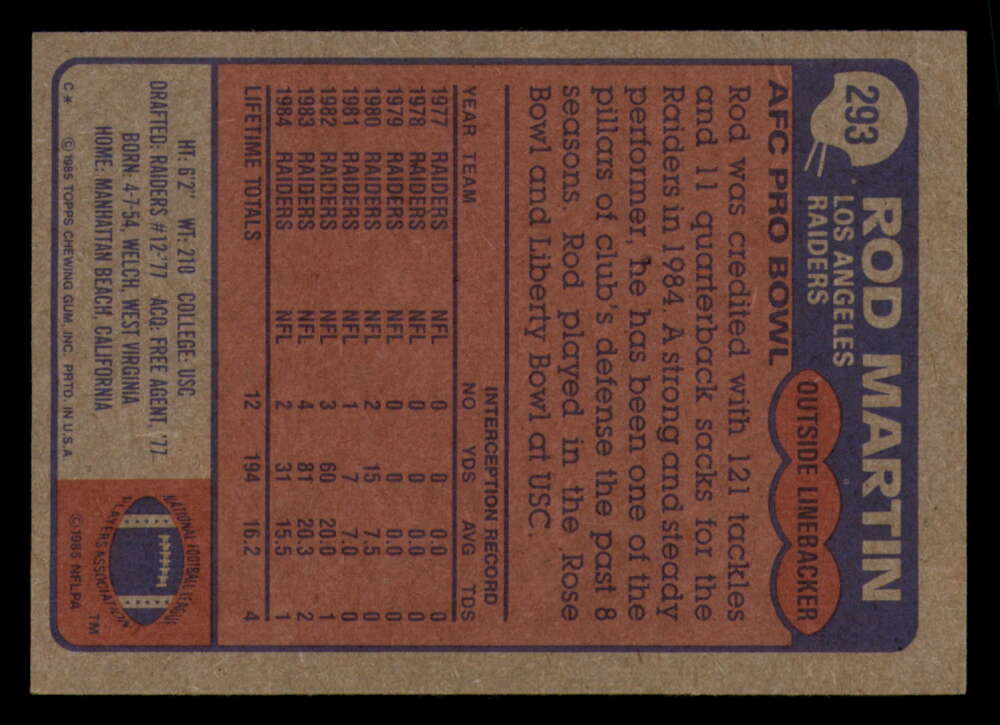 293
ROD MARTIN
LOS ANGELES
RAIDERS
OUTSIDE LINEBACKER
AFC PRO BOWL
Rod was credited with 121 tackles
and 11 quarterback sacks for the
Raiders in 1984. A strong and steady
performer, he has been one of the
pillars of club's defense the past 8
seasons. Rod played in the Rose
Bowl and Liberty Bowl at USC.
INTERCEPTION RECORD
YEAR TEAM NO YDS AVG TDS
1977 RAIDERS NFL 0 0 0.0 0
1978 RAIDERS NFL 0 0 0.0 0
1979 RAIDERS NFL 0 0 0.0 0
1980 RAIDERS NFL 2 15 7.5 0
1981 RAIDERS NFL 1 7 7.0 0
1982 RAIDERS NFL 3 60 20.0 1
1983 RAIDERS NFL 4 81 20.3 2
1984 RAIDERS NFL 2 31 15.5 1
LIFETIME TOTALS 12 194 16.2 4
HT: 6'2" WT: 210 COLLEGE: USC
DRAFTED: RAIDERS #12-'77 ACQ: FREE AGENT, '77
BORN: 4-7-54, WELCH, WEST VIRGINIA
HOME: MANHATTAN BEACH, CALIFORNIA
C* © 1985 TOPPS CHEWING GUM, INC. PRTD. IN U.S.A.
NATIONAL FOOTBALL LEAGUE
PLAYERS ASSOCIATION
TM
© 1985 NFLPA